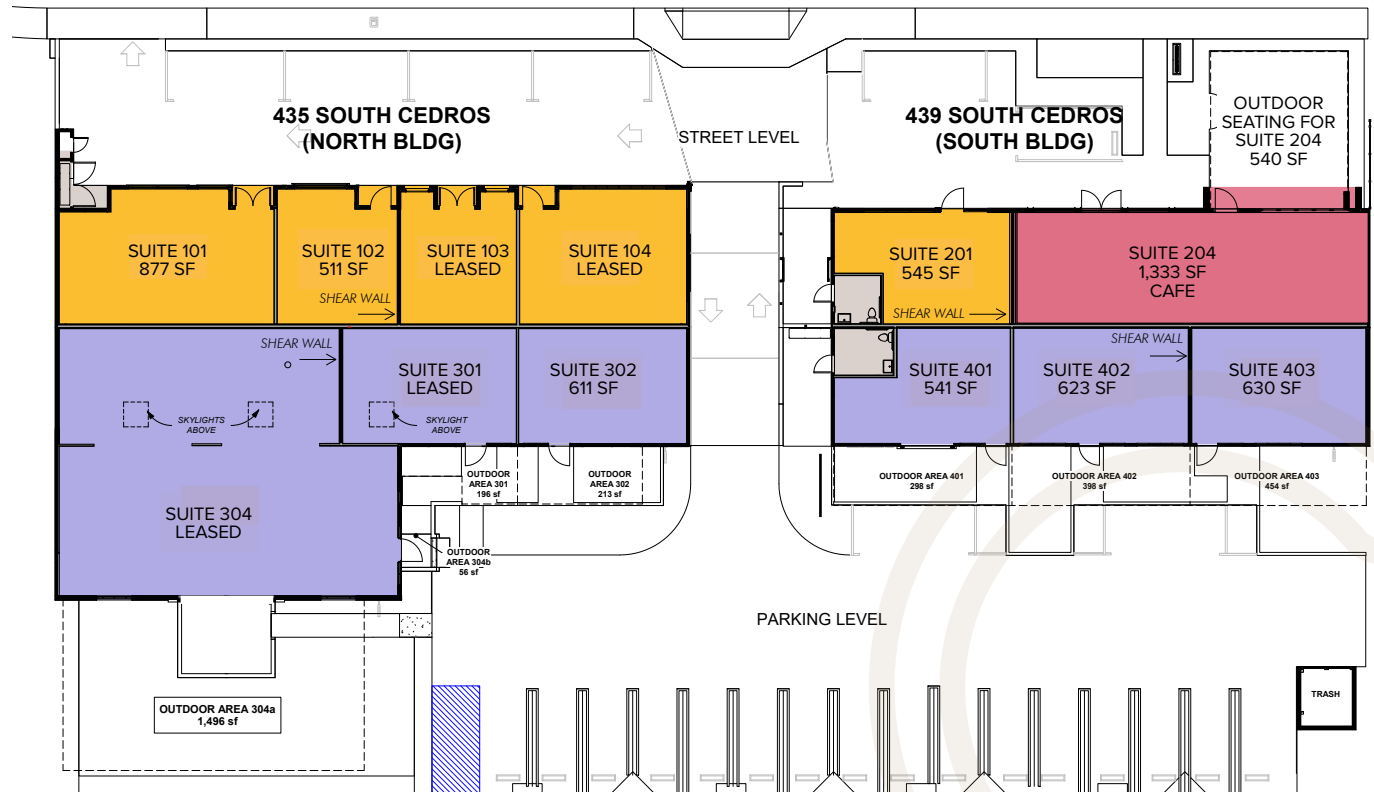 435 SOUTH CEDROS
(NORTH BLDG)
STREET LEVEL
439 SOUTH CEDROS
(SOUTH BLDG)
OUTDOOR
SEATING FOR
SUITE 204
540 SF
SUITE 101
877 SF
SUITE 102
511 SF
SHEAR WALL
SUITE 103
LEASED
SUITE 104
LEASED
SUITE 201
545 SF
SHEAR WALL
SUITE 204
1,333 SF
CAFE
SHEAR WALL
SKYLIGHTS
ABOVE
SUITE 301
LEASED
SKYLIGHT
ABOVE
SUITE 302
611 SF
SUITE 401
541 SF
SUITE 402
623 SF
SHEAR WALL
SUITE 403
630 SF
SUITE 304
LEASED
OUTDOOR
AREA 301
196 sf
OUTDOOR
AREA 302
213 sf
OUTDOOR AREA 401
298 sf
OUTDOOR AREA 402
398 sf
OUTDOOR AREA 403
454 sf
OUTDOOR
AREA 304b
56 sf
PARKING LEVEL
OUTDOOR AREA 304a
1,496 sf
TRASH